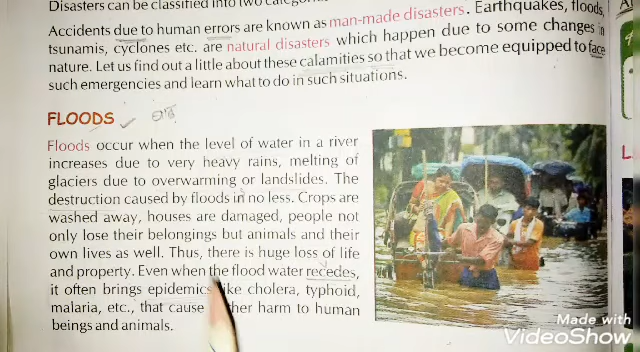 Disasters can be classified into two
Accidents due to human errors are known as man-made disasters. Earthquakes, floods,
tsunamis, cyclones etc. are natural disasters which happen due to some changes in
nature. Let us find out a little about these calamities so that we become equipped to face
such emergencies and learn what to do in such situations.
FLOODS
Floods occur when the level of water in a river
increases due to very heavy rains, melting of
glaciers due to overwarming or landslides. The
destruction caused by floods in no less. Crops are
washed away, houses are damaged, people not
only lose their belongings but animals and their
own lives as well. Thus, there is huge loss of life
and property. Even when the flood water recedes,
it often brings epidemics like cholera, typhoid,
malaria, etc., that cause her harm to human
beings and animals.
Made with
VideoShow